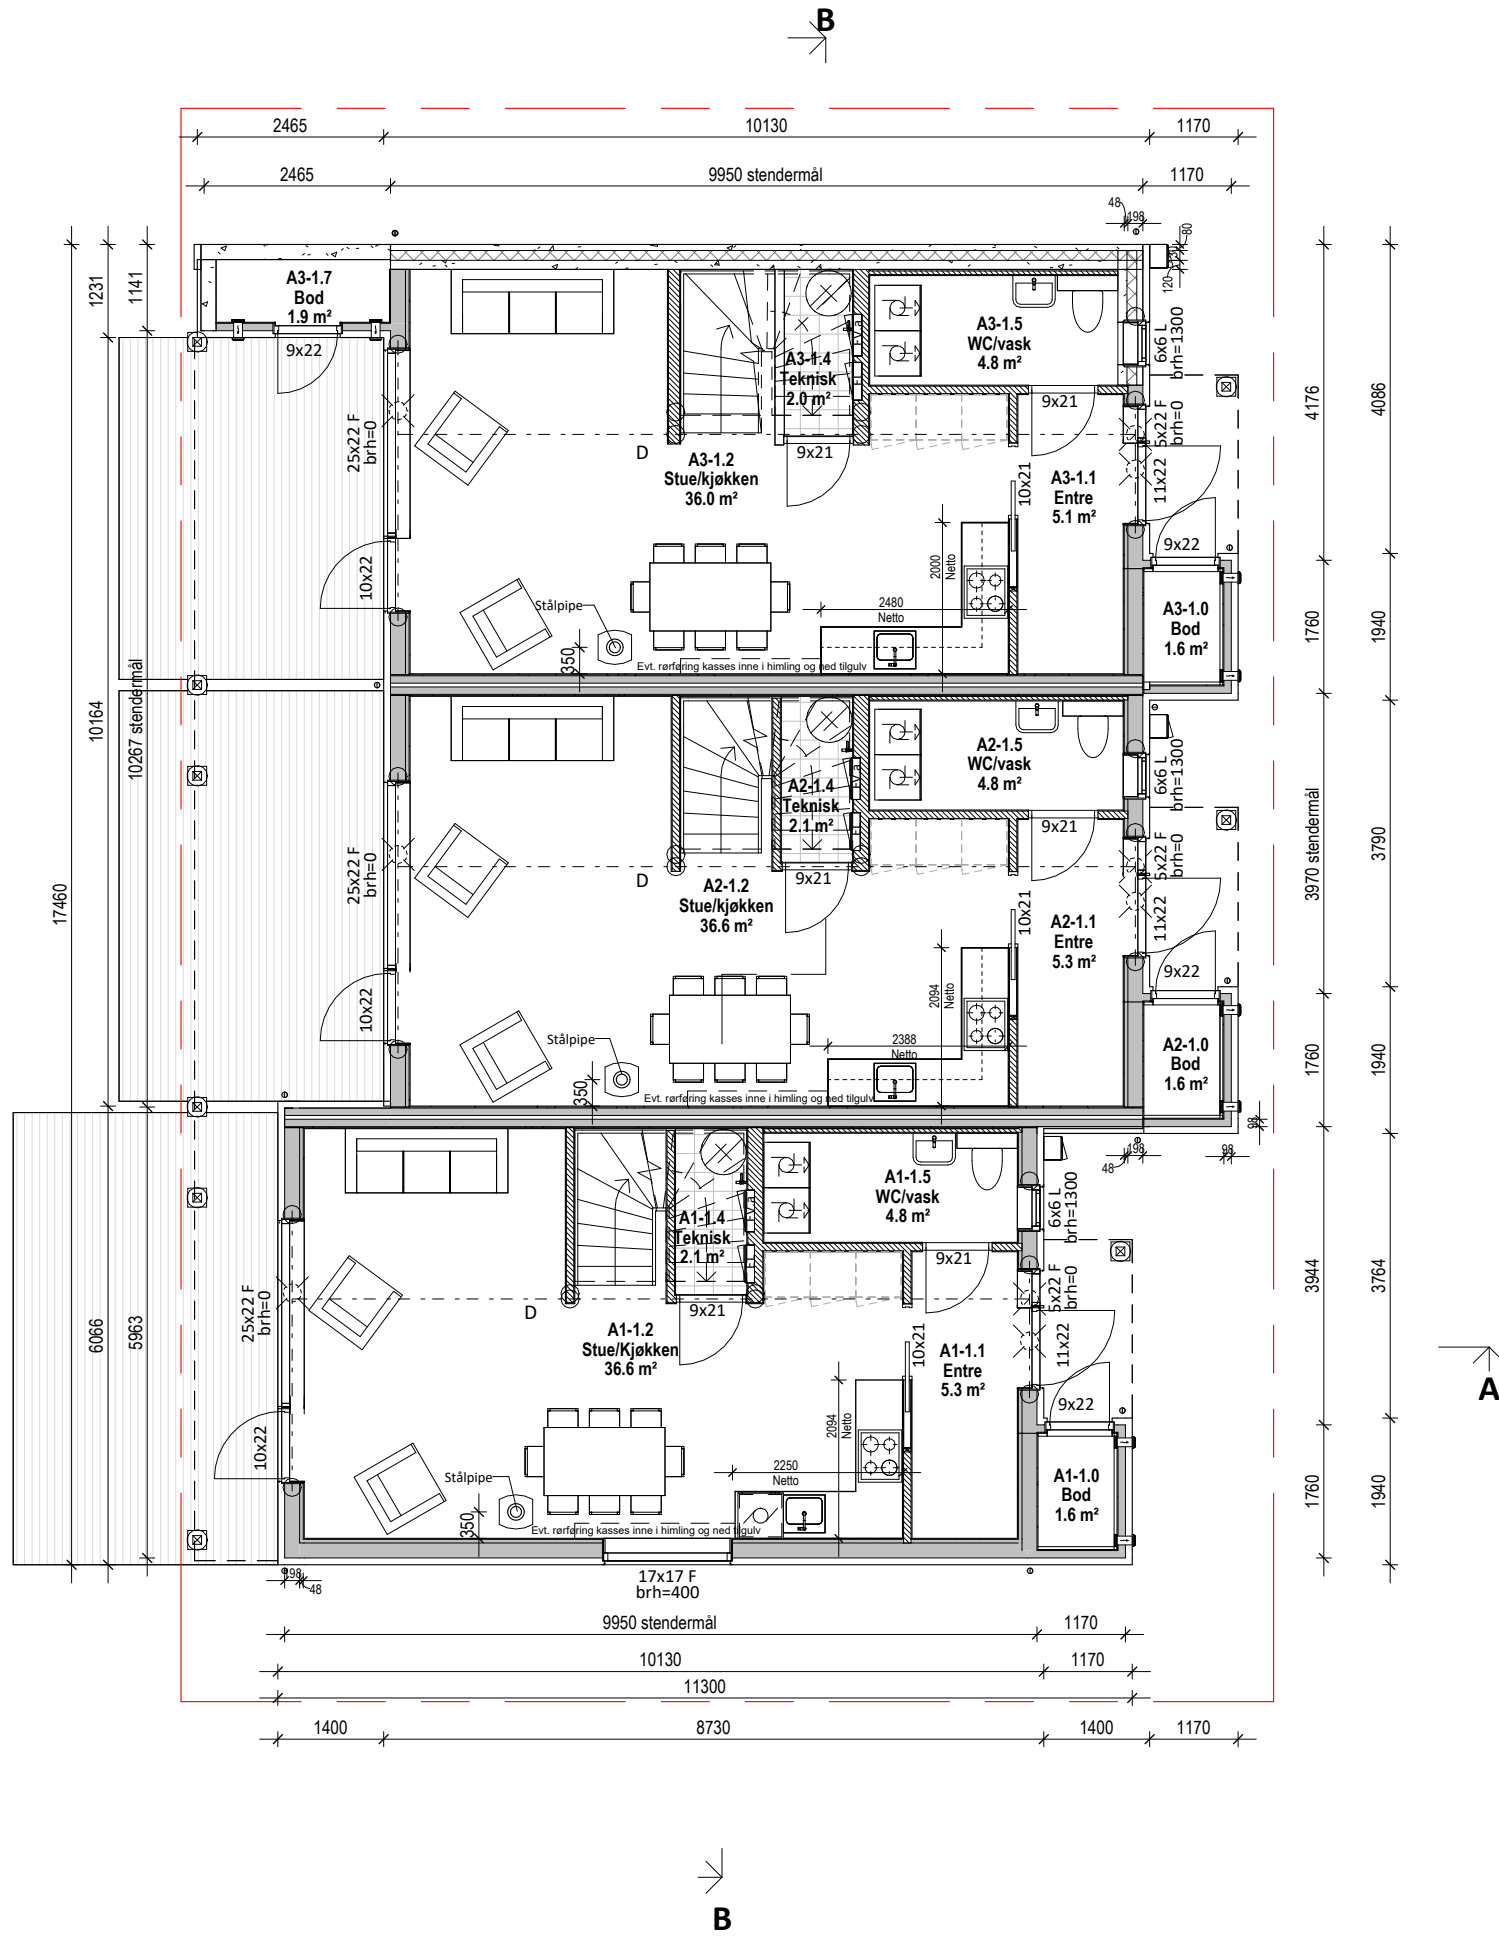 B
2465
10130
1170
2465
9950 stendermål
1170
48
198
80
130
120
1231
1141
A3-1.7
Bod
1.9 m²
9x22
A3-1.4
Teknisk
2.0 m²
A3-1.5
WC/vask
4.8 m²
6x6 L
brh=1300
9x21
25x22 F
brh=0
5x22 F
brh=0
4176
4086
D
A3-1.2
Stue/kjøkken
36.0 m²
9x21
10x21
A3-1.1
Entre
5.1 m²
11x22
9x22
10x22
2000
Netto
Stålpipe
2480
Netto
A3-1.0
Bod
1.6 m²
1760
1940
350
Evt. rørføring kasses inne i himling og ned tilgulv
10164
10267 stendermål
A2-1.5
WC/vask
4.8 m²
6x6 L
brh=1300
A2-1.4
Teknisk
2.1 m²
9x21
25x22 F
brh=0
5x22 F
brh=0
3970 stendermål
3790
D
A2-1.2
Stue/kjøkken
36.6 m²
9x21
10x21
A2-1.1
Entre
5.3 m²
11x22
9x22
17460
10x22
2094
Netto
Stålpipe
2388
Netto
A2-1.0
Bod
1.6 m²
1760
1940
350
Evt. rørføring kasses inne i himling og ned tilgulv
98
48
198
98
A1-1.5
WC/vask
4.8 m²
6x6 L
brh=1300
A1-1.4
Teknisk
2.1 m²
9x21
25x22 F
brh=0
5x22 F
brh=0
6066
5963
3944
3764
D
A1-1.2
Stue/Kjøkken
36.6 m²
9x21
10x21
A1-1.1
Entre
5.3 m²
11x22
9x22
A
10x22
2094
Netto
Stålpipe
2250
Netto
A1-1.0
Bod
1.6 m²
1760
1940
350
Evt. rørføring kasses inne i himling og ned tilgulv
198
48
17x17 F
brh=400
9950 stendermål
1170
10130
1170
11300
1400
8730
1400
1170
B